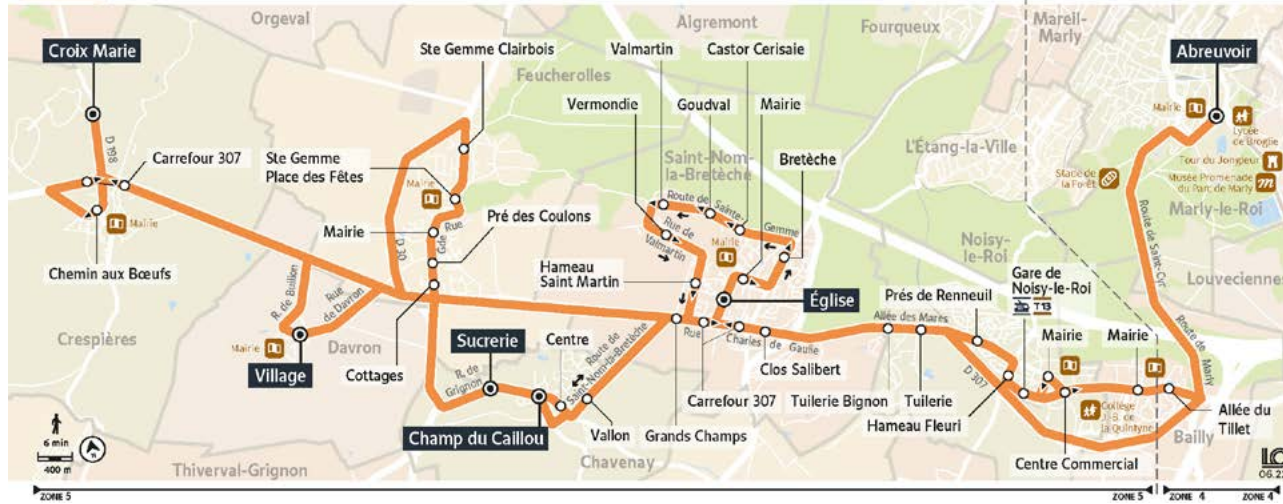 Orgeval
Aigremont
Fourqueux
Mareil-
Marly
Croix Marie
Ste Gemme Clairbois
Valmartin
Castor Cerisaie
Abreuvoir
Feucherolles
Vermondie
Goudval
Mairie
Mairie
Lycée
de Broglie
D 198
Carrefour 307
Ste Gemme
Place des Fêtes
Saint-Nom-
la-Bretèche
Bretèche
L'Étang-la-Ville
Stade de
la Forêt
Tour du Jongleur
Musée Promenade
du Parc de Marly
Marly-le-Roi
Mairie
Mairie
Pré des Coulons
Route de Sainte-
Gemme
Rue de
Valmartin
Mairie
Mairie
Gde Rue
D 30
Noisy-
le-Roi
Route de Saint-Cyr
Chemin aux Bœufs
Hameau
Saint Martin
Gare de
Noisy-le-Roi
T13
Louveciennes
R. de Bullion
Rue
de Davron
Église
Prés de Renneuil
Allée des Mares
Crespières
Mairie
Davron
Sucrerie
Centre
Route de
Saint-Nom-la-Bretèche
Rue
Charles de Gaulle
Mairie
Mairie
Route de Marly
Village
Cottages
R. de
Grignon
Clos Salibert
D 307
Carrefour 307
Tuilerie Bignon
Tuilerie
Hameau Fleuri
Collège
J.-B. de
la Quintyne
Allée du
Tillet
6 min
400 m
Champ du Caillou
Vallon
Grands Champs
Centre Commercial
Bailly
Thiverval-Grignon
Chavenay
ZONE 5
ZONE 5
ZONE 4
ZONE 4